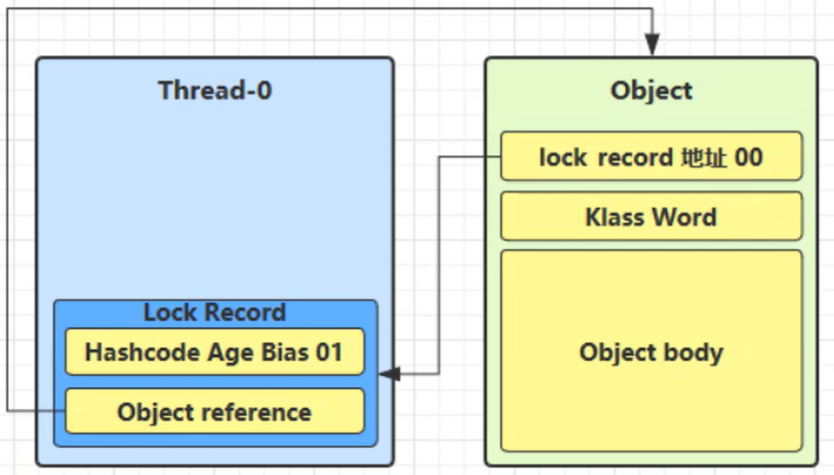 Thread-0
Lock Record
Hashcode Age Bias 01
Object reference
Object
lock record 地址 00
Klass Word
Object body